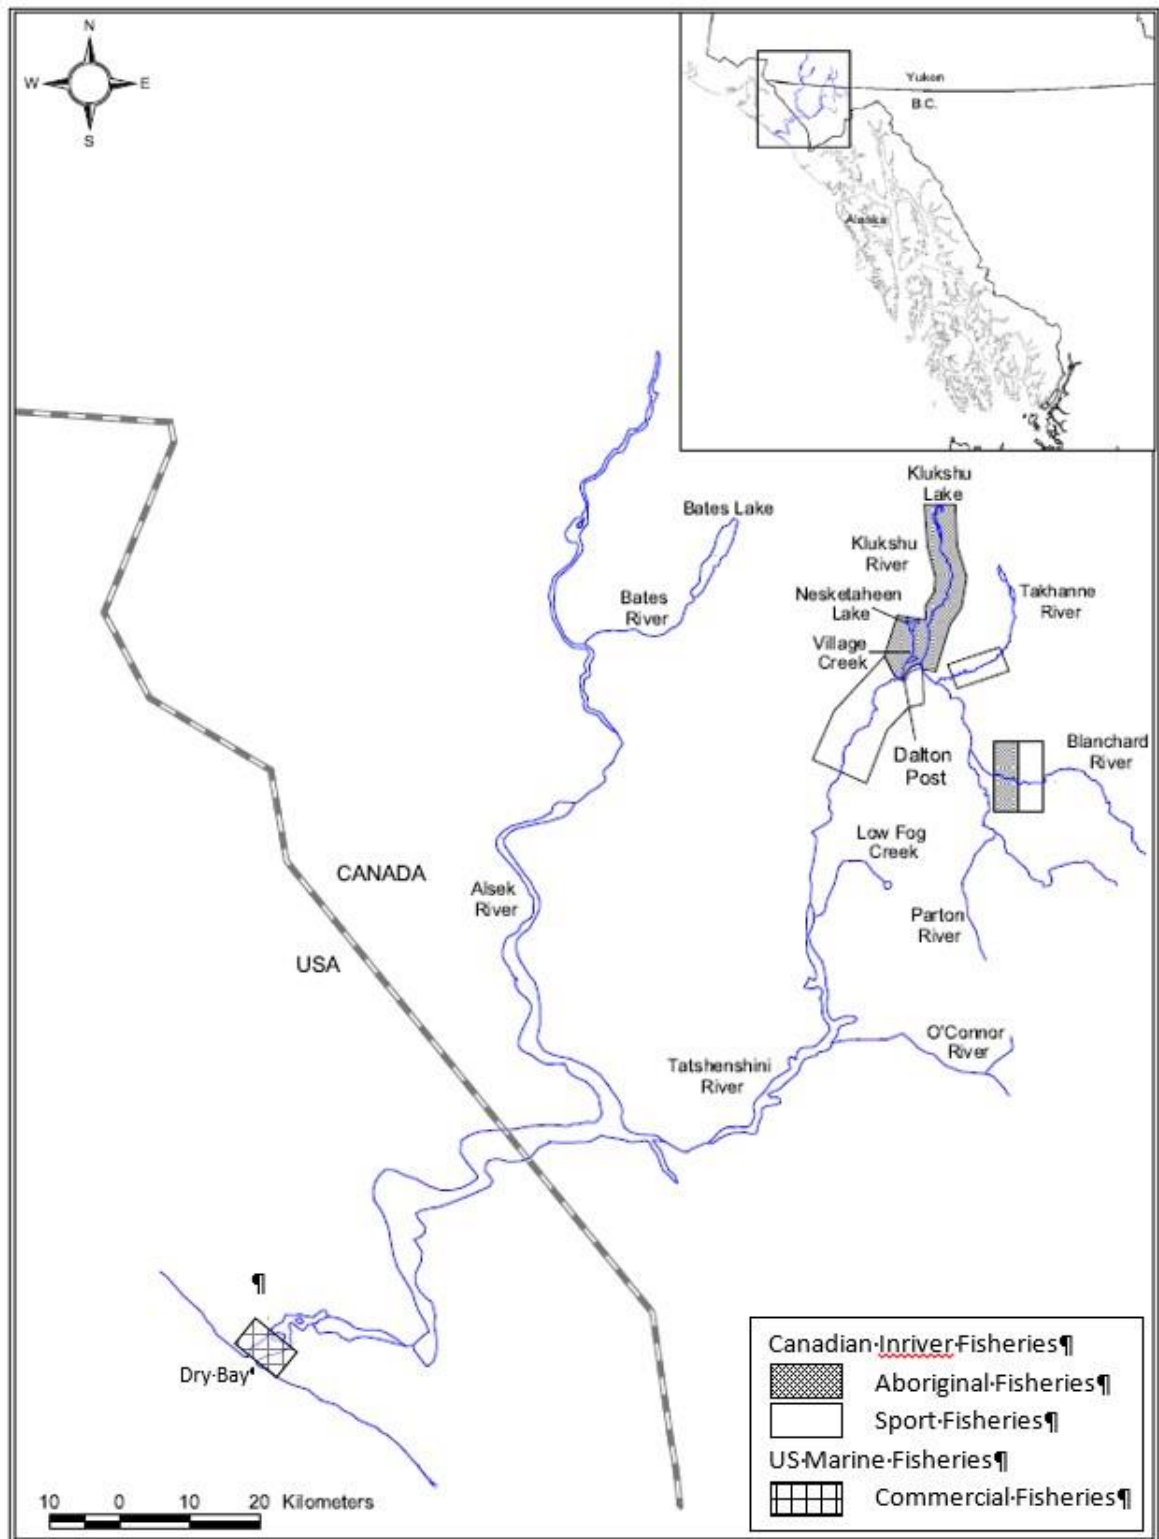 N
W
E
S
Yukon
B.C.
Alaska
Klukshu
Lake
Bates Lake
Klukshu
River
Bates
River
Nesketaheen
Lake
Takhanne
River
Village
Creek
Dalton
Post
Blanchard
River
Low Fog
Creek
CANADA
Alsek
River
Parton
River
USA
O'Connor
River
Tatshenshini
River
¶
Dry·Bay
Canadian·Inriver·Fisheries¶
Aboriginal·Fisheries¶
Sport·Fisheries¶
US·Marine·Fisheries¶
Commercial·Fisheries¶
10 0 10 20 Kilometers